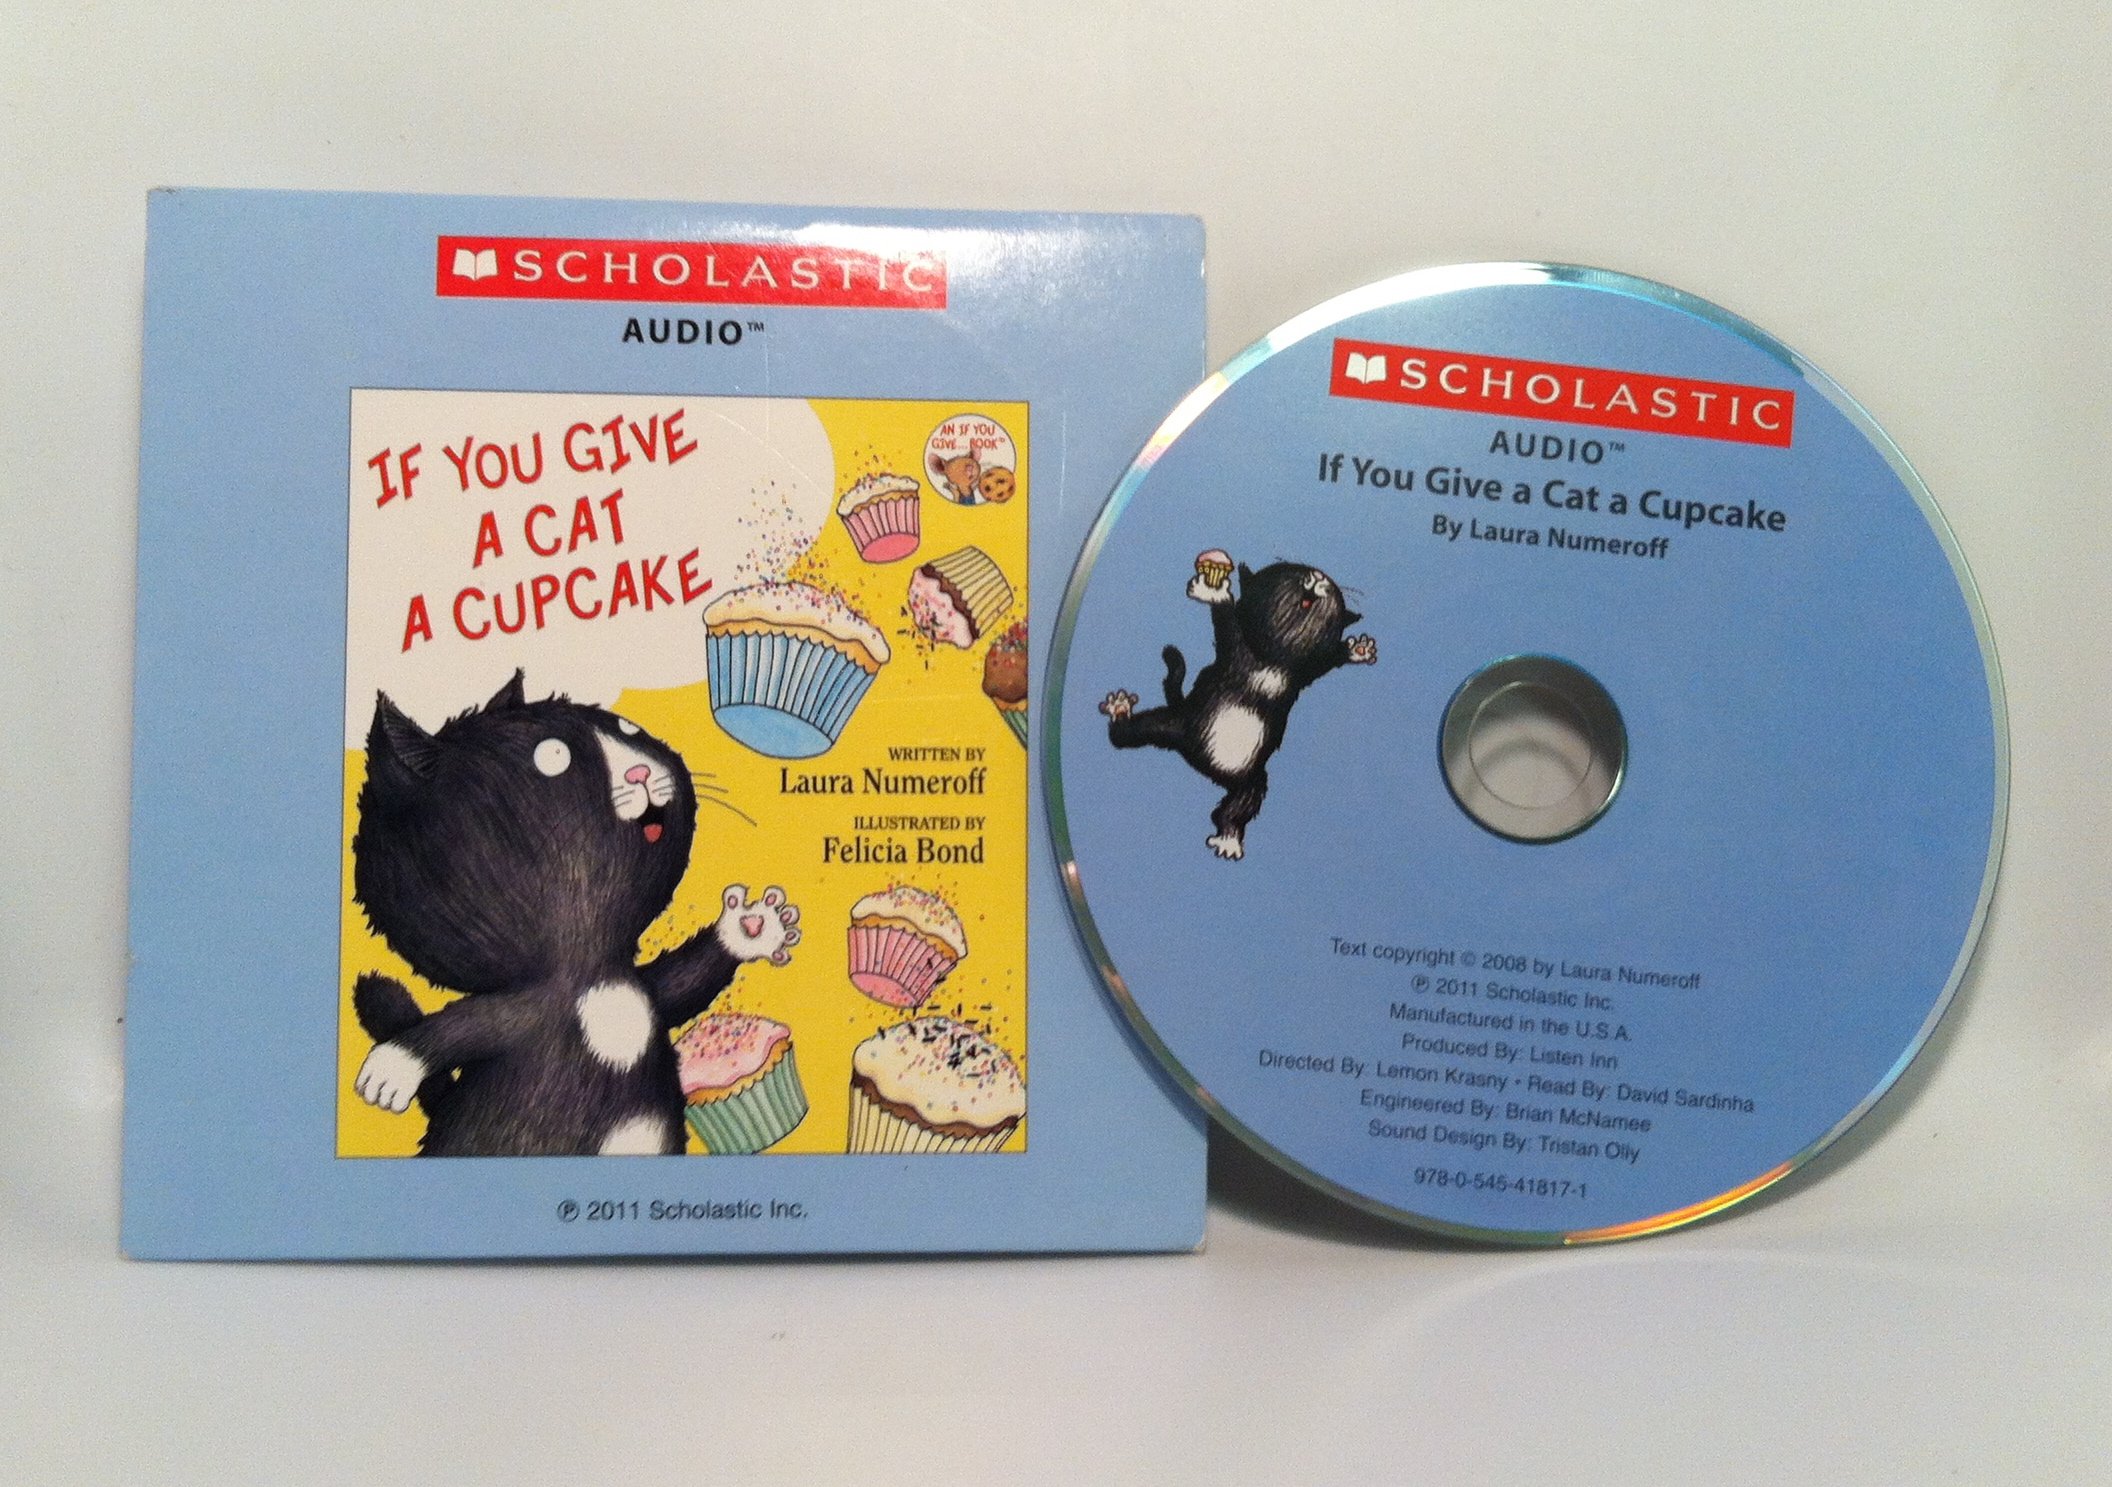 SCHOLASTIC
AUDIO™
IF YOU GIVE
A CAT
A CUPCAKE
AN IF YOU
GIVE... BOOK®
WRITTEN BY
Laura Numeroff
ILLUSTRATED BY
Felicia Bond
℗ 2011 Scholastic Inc.
SCHOLASTIC
AUDIO™
If You Give a Cat a Cupcake
By Laura Numeroff
Text copyright © 2008 by Laura Numeroff
℗ 2011 Scholastic Inc.
Manufactured in the U.S.A.
Produced By: Listen Inn
Directed By: Lemon Krasny • Read By: David Sardinha
Engineered By: Brian McNamee
Sound Design By: Tristan Olly
978-0-545-41817-1